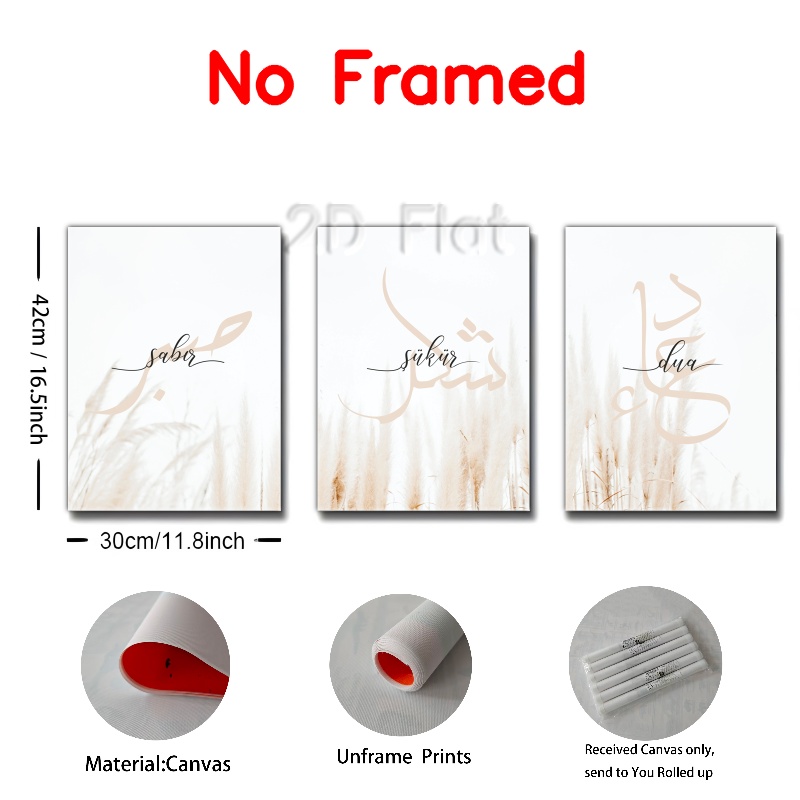 No Framed
2D Flat
42cm / 16.5inch
صبر
sabır
شكر
şükür
دعاء
dua
30cm/11.8inch
Material:Canvas
Unframe Prints
Received Canvas only,
send to You Rolled up